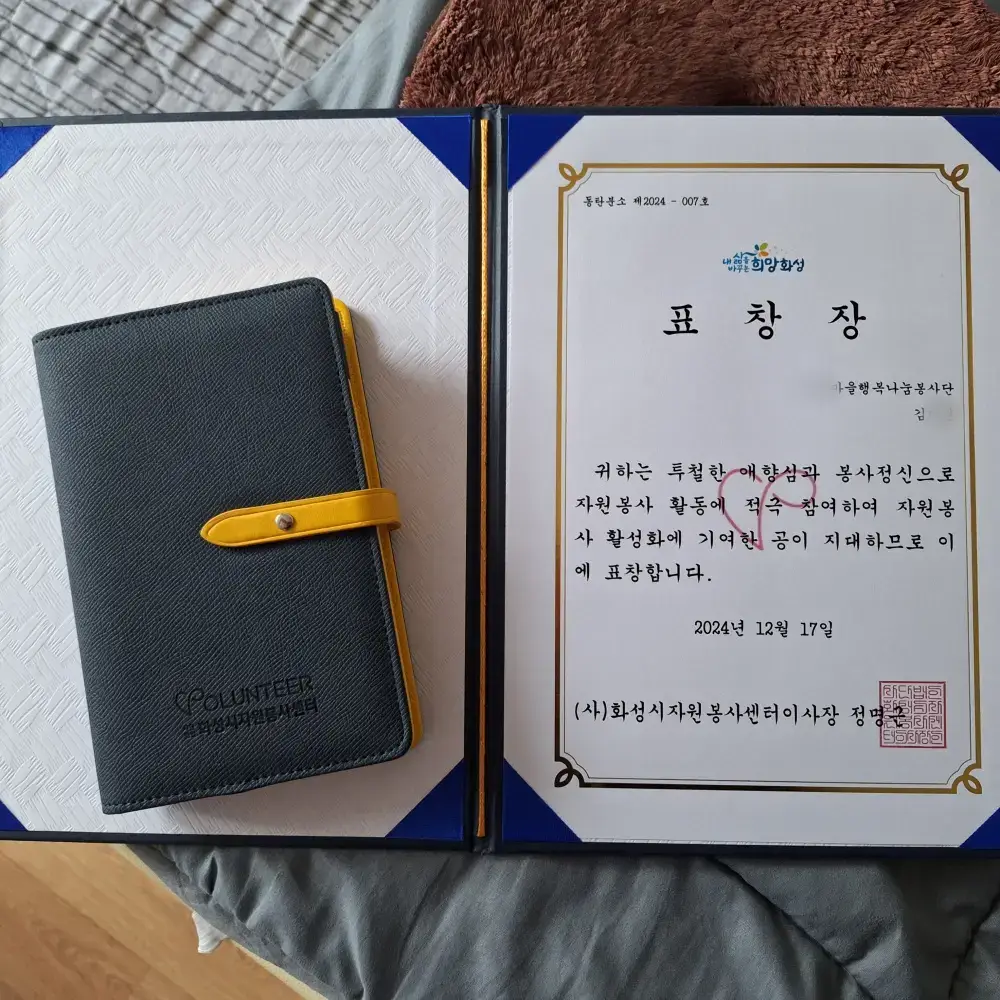 VOLUNTEER
화성시자원봉사센터
동탄분소 제2024 - 007호
내 삶을
바꾸는 희망화성
표 창 장
마을행복나눔봉사단
김
귀하는 투철한 애향심과 봉사정신으로
자원봉사 활동에 적극 참여하여 자원봉
사 활성화에 기여한 공이 지대하므로 이
에 표창합니다.
2024년 12월 17일
(사)화성시자원봉사센터이사장 정명근